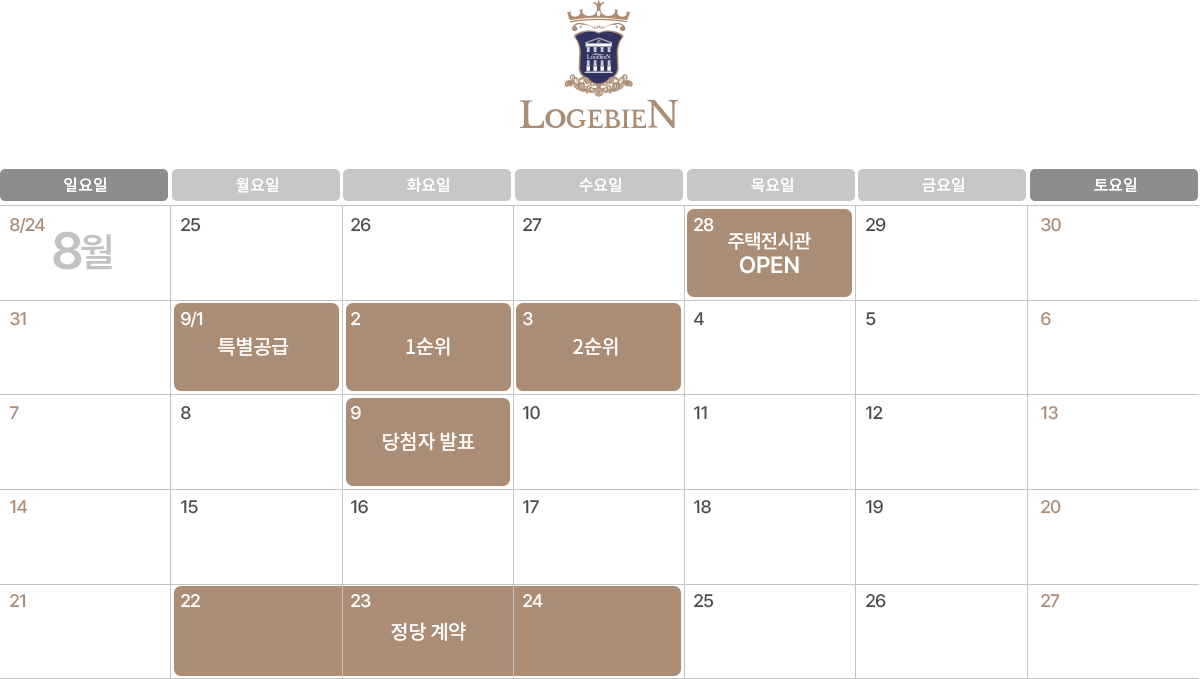 LOGEBIEN
LOGEBIEN
일요일 월요일 화요일 수요일 목요일 금요일 토요일
8/24 25 26 27 28 29 30
8월
주택전시관
OPEN
31 9/1 2 3 4 5 6
특별공급 1순위 2순위
7 8 9 10 11 12 13
당첨자 발표
14 15 16 17 18 19 20
21 22 23 24 25 26 27
정당 계약